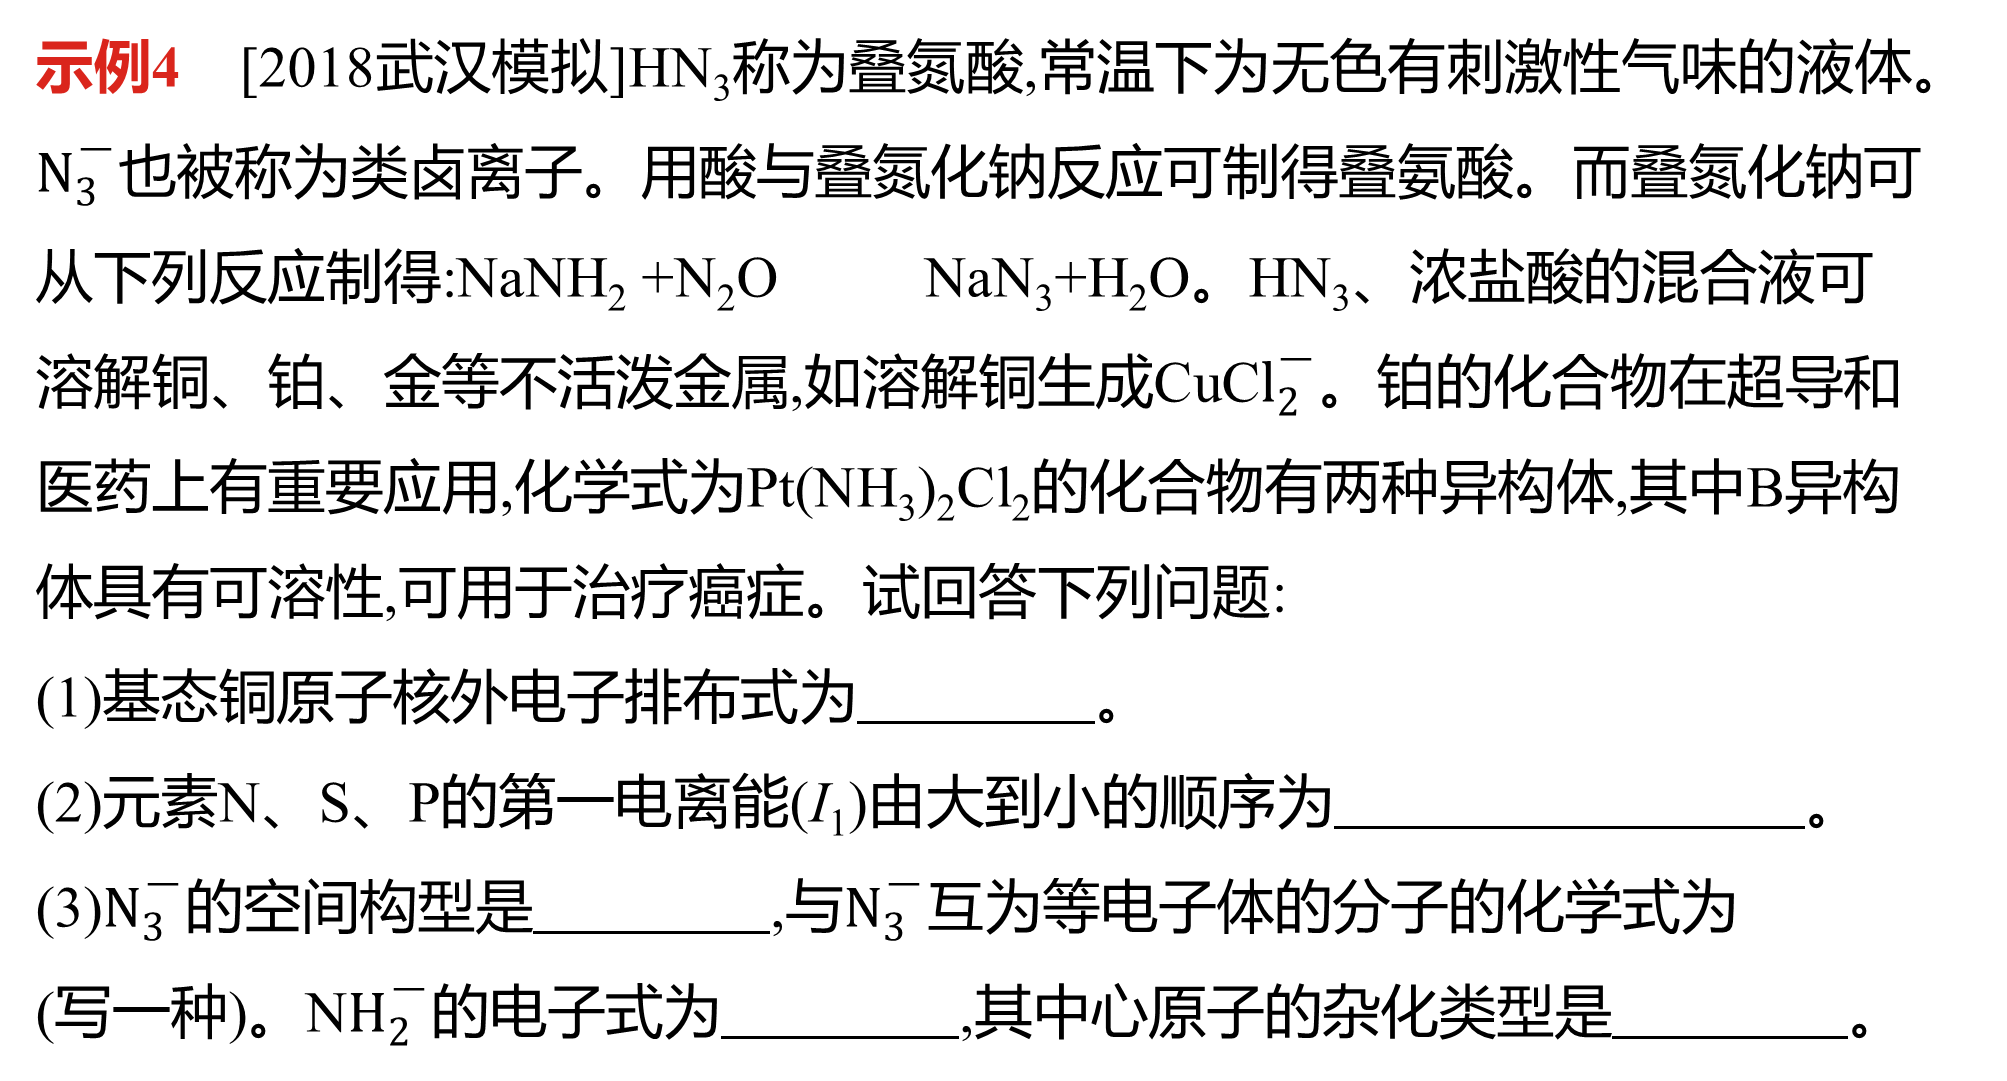 示例4 [2018武汉模拟]HN₃称为叠氮酸,常温下为无色有刺激性气味的液体。
N₃⁻也被称为类卤离子。用酸与叠氮化钠反应可制得叠氨酸。而叠氮化钠可
从下列反应制得:NaNH₂ +N₂O NaN₃+H₂O。HN₃、浓盐酸的混合液可
溶解铜、铂、金等不活泼金属,如溶解铜生成CuCl₂⁻。铂的化合物在超导和
医药上有重要应用,化学式为Pt(NH₃)₂Cl₂的化合物有两种异构体,其中B异构
体具有可溶性,可用于治疗癌症。试回答下列问题:
(1)基态铜原子核外电子排布式为________。
(2)元素N、S、P的第一电离能(I₁)由大到小的顺序为________________。
(3)N₃⁻的空间构型是________,与N₃⁻互为等电子体的分子的化学式为
(写一种)。NH₂⁻的电子式为________,其中心原子的杂化类型是________。